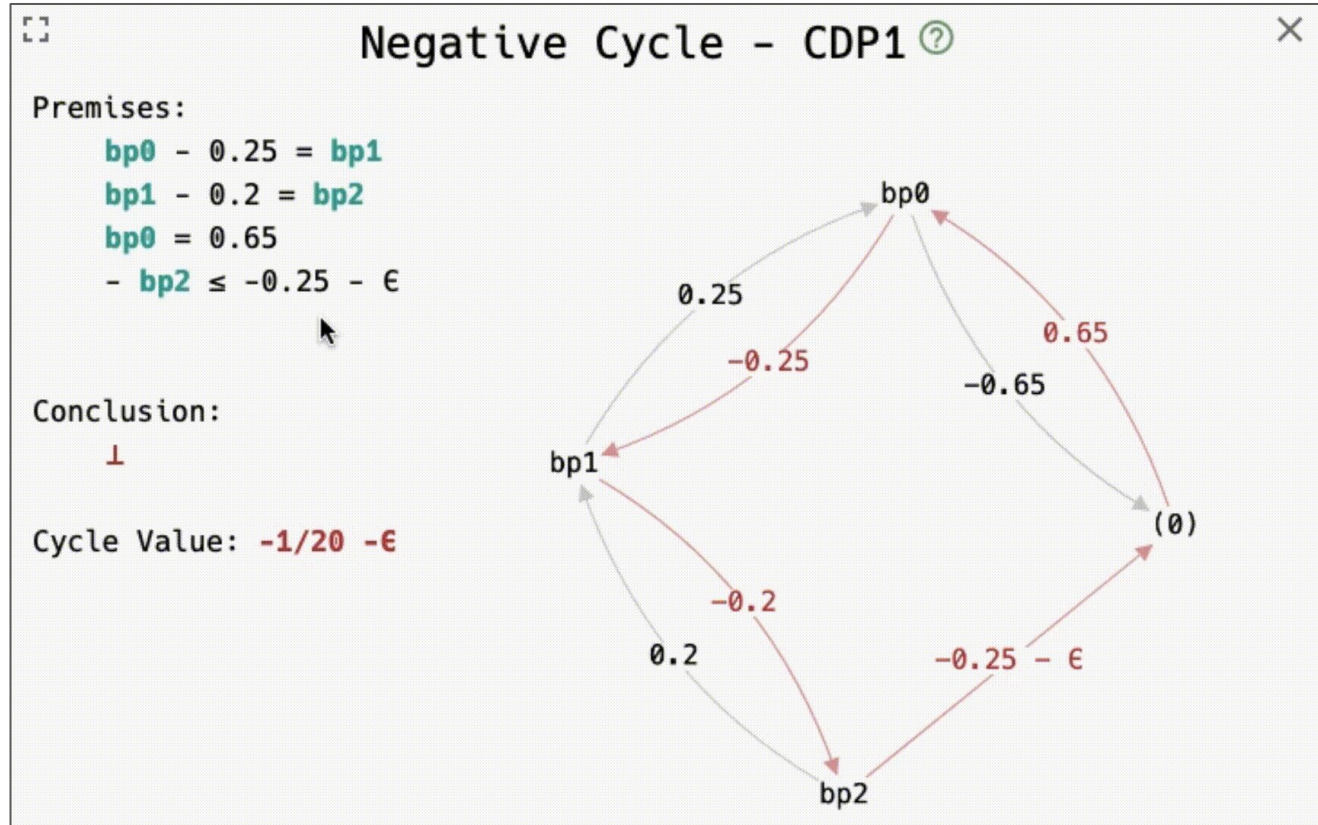 Negative Cycle - CDP1 ?
Premises:
bp0 - 0.25 = bp1
bp1 - 0.2 = bp2
bp0 = 0.65
- bp2 ≤ -0.25 - ϵ
Conclusion:
⊥
Cycle Value: -1/20 -ϵ
bp0
0.25
0.65
-0.25
-0.65
bp1
(0)
-0.2
0.2
-0.25 - ϵ
bp2